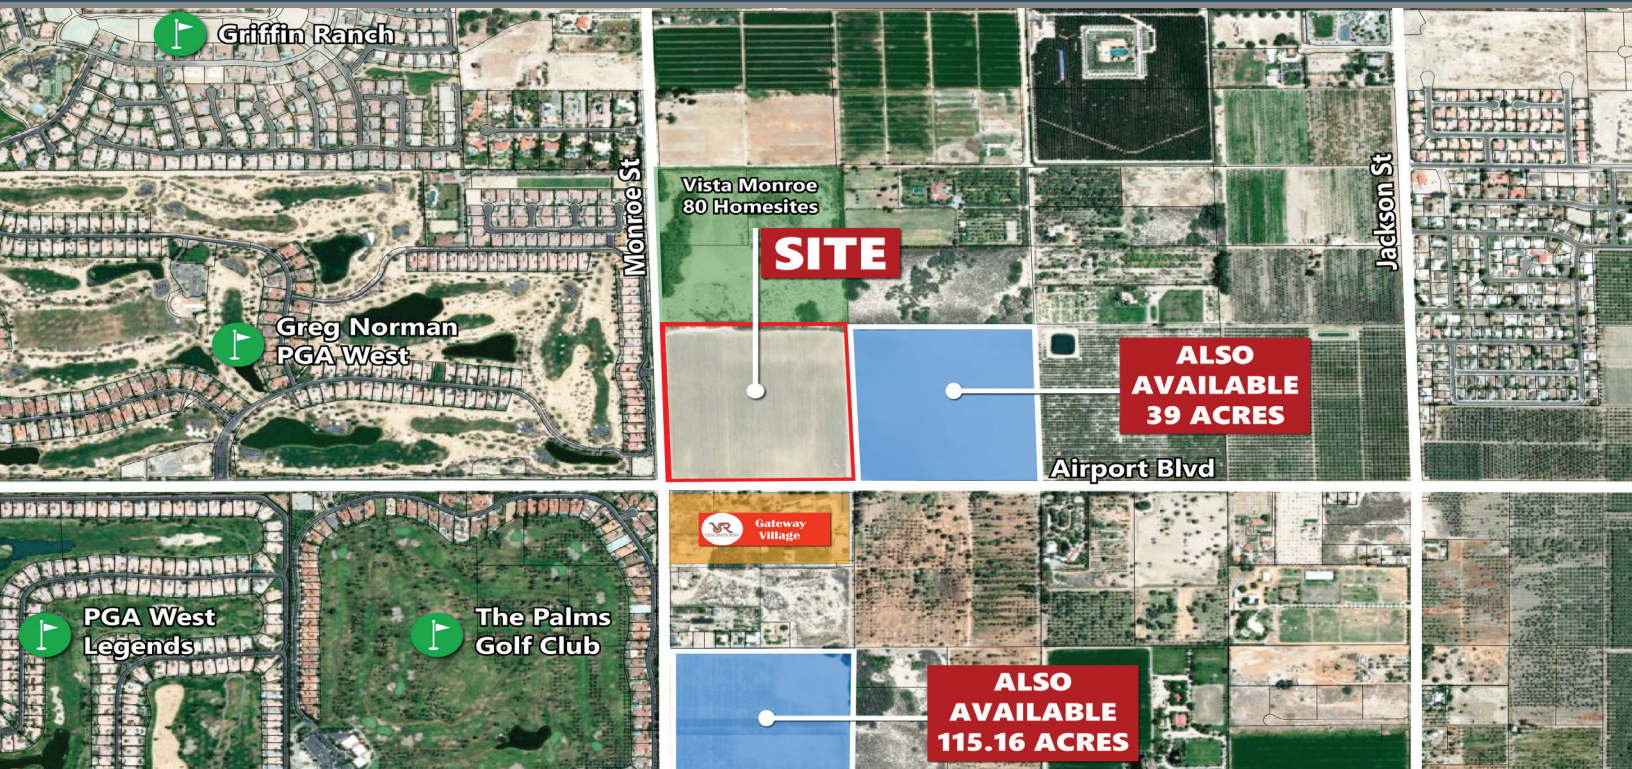 Griffin Ranch
Monroe St
Vista Monroe
80 Homesites
Jackson St
SITE
Greg Norman
PGA West
ALSO
AVAILABLE
39 ACRES
Airport Blvd
VR
Gateway
Village
PGA West
Legends
The Palms
Golf Club
ALSO
AVAILABLE
115.16 ACRES